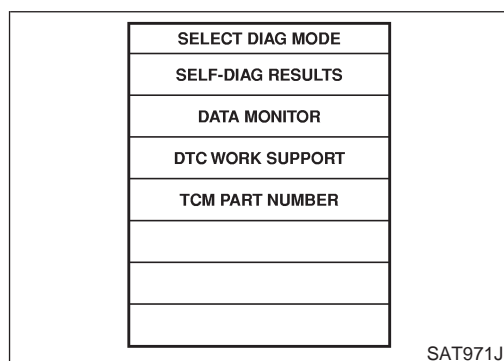 SELECT DIAG MODE
SELF-DIAG RESULTS
DATA MONITOR
DTC WORK SUPPORT
TCM PART NUMBER
SAT971J